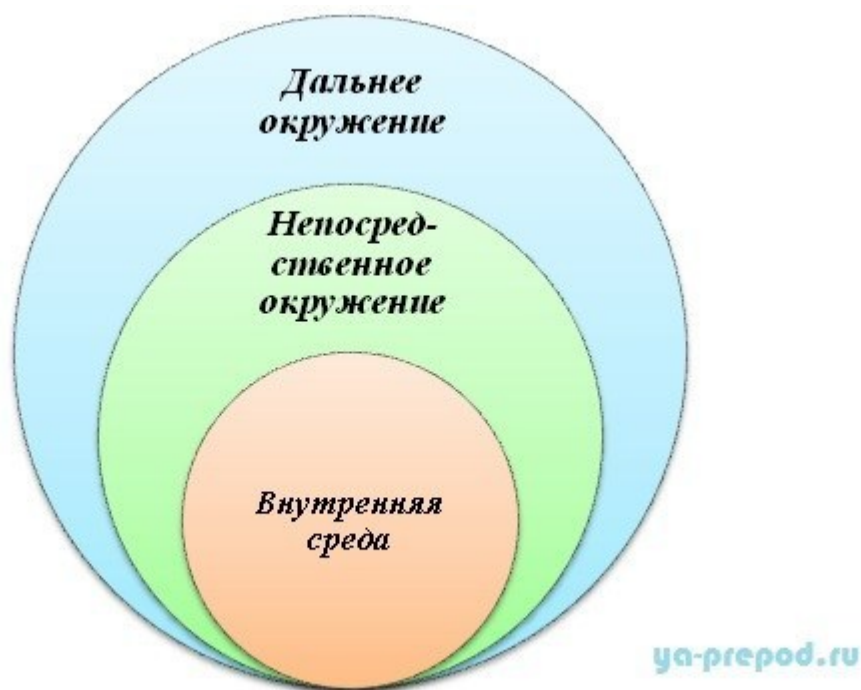 Дальнее
окружение
Непосред-
ственное
окружение
Внутренняя
среда
ya-prepod.ru